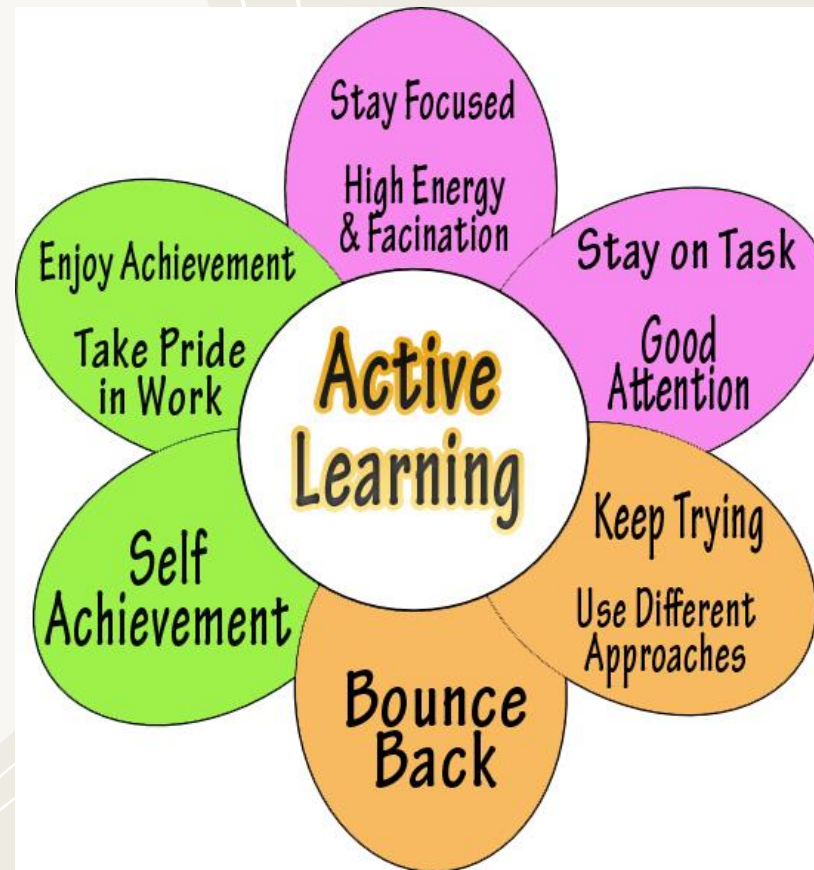 Stay Focused
High Energy
& Facination
Stay on Task
Good
Attention
Keep Trying
Use Different
Approaches
Bounce
Back
Self
Achievement
Enjoy Achievement
Take Pride
in Work
Active
Learning